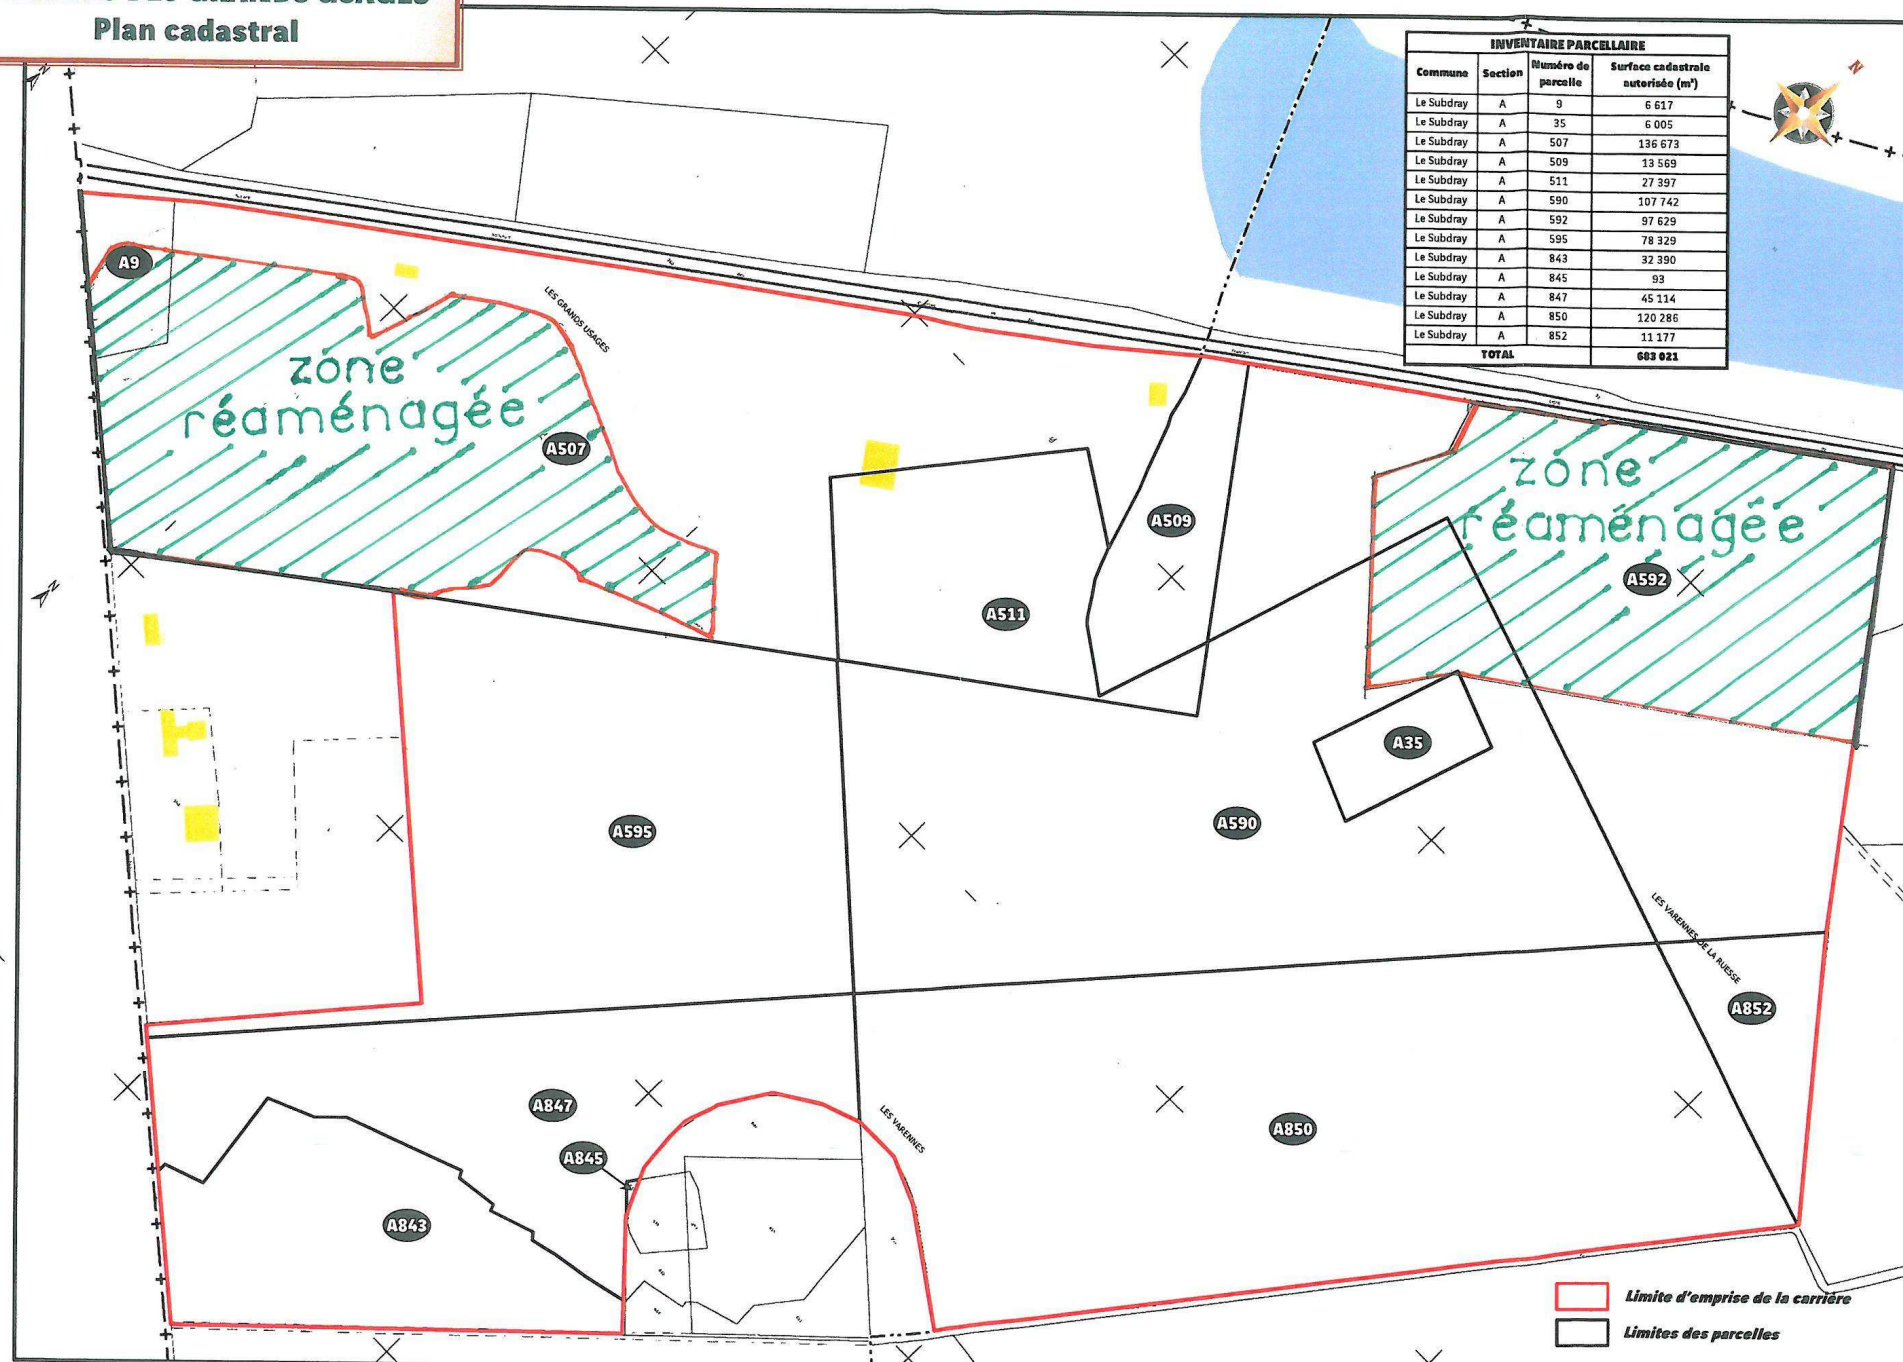 Plan cadastral
INVENTAIRE PARCELLAIRE
Commune Section Numéro de parcelle Surface cadastrale autorisée (m²)
Le Subdray A 9 6 617
Le Subdray A 35 6 005
Le Subdray A 507 136 673
Le Subdray A 509 13 569
Le Subdray A 511 27 397
Le Subdray A 590 107 742
Le Subdray A 592 97 629
Le Subdray A 595 78 329
Le Subdray A 843 32 390
Le Subdray A 845 93
Le Subdray A 847 45 114
Le Subdray A 850 120 286
Le Subdray A 852 11 177
TOTAL 683 021
N
A9
LES GRANDS USAGES
zone
réaménagée
A507
zone
réaménagée
A509
A592
A511
A35
A595
A590
LES VARENNES DE LA RUESSE
A852
A847
LES VARENNES
A850
A845
A843
Limite d'emprise de la carrière
Limites des parcelles